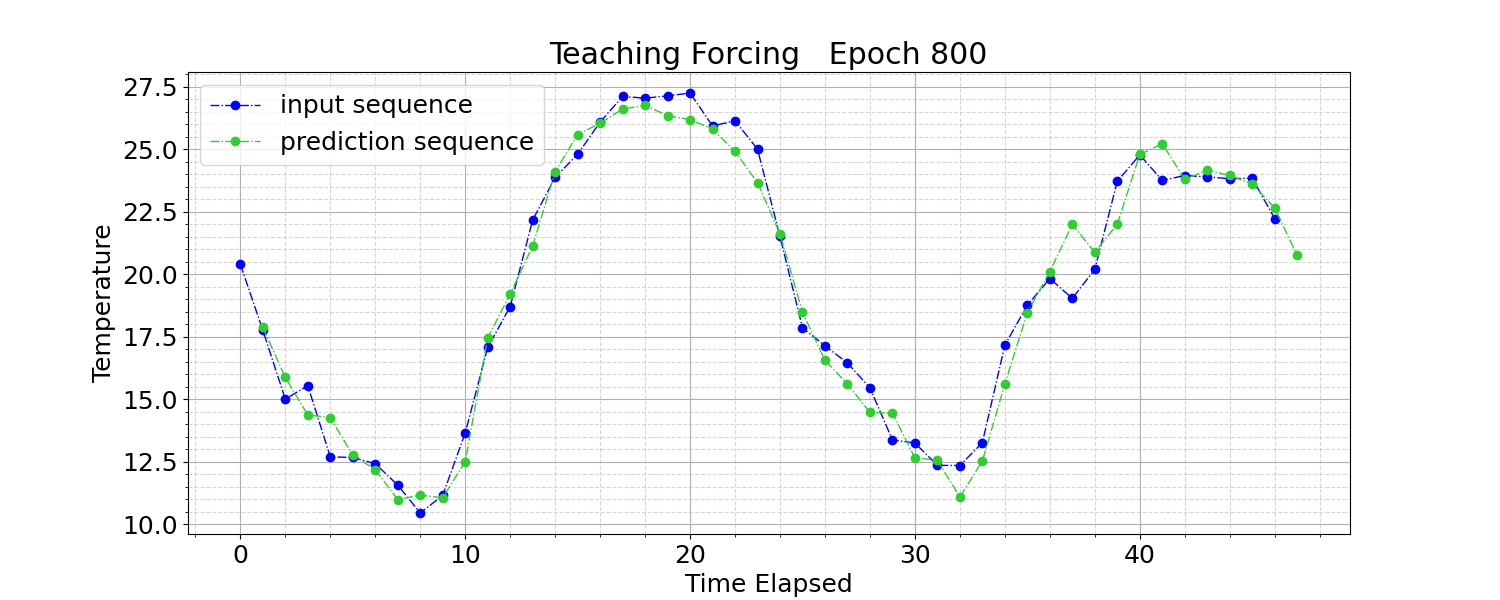 Teaching Forcing   Epoch 800
27.5
25.0
22.5
20.0
17.5
15.0
12.5
10.0
Temperature
input sequence
prediction sequence
0 10 20 30 40
Time Elapsed